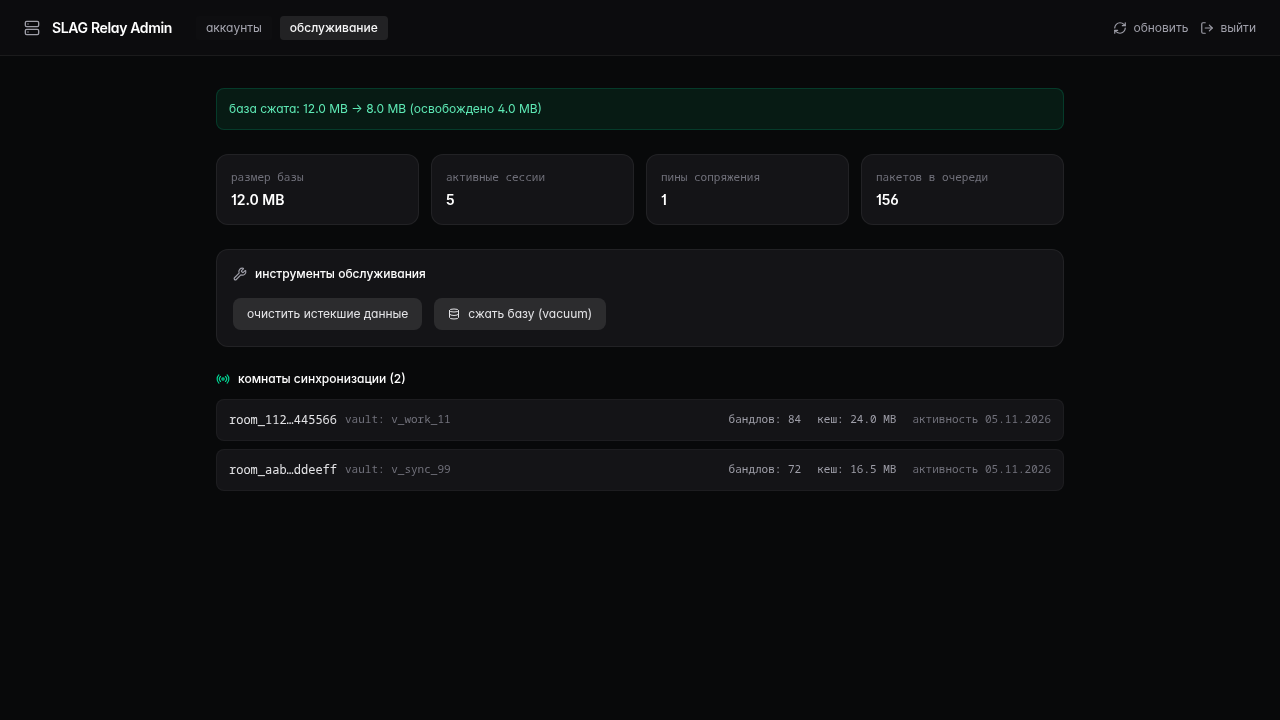 SLAG Relay Admin аккаунты обслуживание обновить выйти
база сжата: 12.0 MB → 8.0 MB (освобождено 4.0 MB)
размер базы активные сессии пины сопряжения пакетов в очереди
12.0 MB 5 1 156
инструменты обслуживания
очистить истекшие данные сжать базу (vacuum)
комнаты синхронизации (2)
room_112…445566 vault: v_work_11 бандлов: 84 кеш: 24.0 MB активность 05.11.2026
room_aab…ddeeff vault: v_sync_99 бандлов: 72 кеш: 16.5 MB активность 05.11.2026